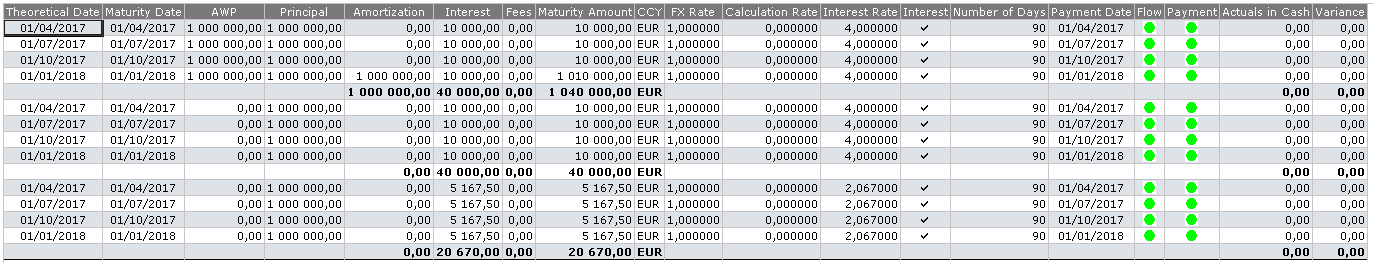 Theoretical Date Maturity Date AWP Principal Amortization Interest Fees Maturity Amount CCY FX Rate Calculation Rate Interest Rate Interest Number of Days Payment Date Flow Payment Actuals in Cash Variance
01/04/2017 01/04/2017 1 000 000,00 1 000 000,00 0,00 10 000,00 0,00 10 000,00 EUR 1,000000 0,000000 4,000000 ✓ 90 01/04/2017 0,00 0,00
01/07/2017 01/07/2017 1 000 000,00 1 000 000,00 0,00 10 000,00 0,00 10 000,00 EUR 1,000000 0,000000 4,000000 ✓ 90 01/07/2017 0,00 0,00
01/10/2017 01/10/2017 1 000 000,00 1 000 000,00 0,00 10 000,00 0,00 10 000,00 EUR 1,000000 0,000000 4,000000 ✓ 90 01/10/2017 0,00 0,00
01/01/2018 01/01/2018 1 000 000,00 1 000 000,00 1 000 000,00 10 000,00 0,00 1 010 000,00 EUR 1,000000 0,000000 4,000000 ✓ 90 01/01/2018 0,00 0,00
1 000 000,00 40 000,00 0,00 1 040 000,00 EUR 0,00 0,00
01/04/2017 01/04/2017 0,00 1 000 000,00 0,00 10 000,00 0,00 10 000,00 EUR 1,000000 0,000000 4,000000 ✓ 90 01/04/2017 0,00 0,00
01/07/2017 01/07/2017 0,00 1 000 000,00 0,00 10 000,00 0,00 10 000,00 EUR 1,000000 0,000000 4,000000 ✓ 90 01/07/2017 0,00 0,00
01/10/2017 01/10/2017 0,00 1 000 000,00 0,00 10 000,00 0,00 10 000,00 EUR 1,000000 0,000000 4,000000 ✓ 90 01/10/2017 0,00 0,00
01/01/2018 01/01/2018 0,00 1 000 000,00 0,00 10 000,00 0,00 10 000,00 EUR 1,000000 0,000000 4,000000 ✓ 90 01/01/2018 0,00 0,00
0,00 40 000,00 0,00 40 000,00 EUR 0,00 0,00
01/04/2017 01/04/2017 0,00 1 000 000,00 0,00 5 167,50 0,00 5 167,50 EUR 1,000000 0,000000 2,067000 ✓ 90 01/04/2017 0,00 0,00
01/07/2017 01/07/2017 0,00 1 000 000,00 0,00 5 167,50 0,00 5 167,50 EUR 1,000000 0,000000 2,067000 ✓ 90 01/07/2017 0,00 0,00
01/10/2017 01/10/2017 0,00 1 000 000,00 0,00 5 167,50 0,00 5 167,50 EUR 1,000000 0,000000 2,067000 ✓ 90 01/10/2017 0,00 0,00
01/01/2018 01/01/2018 0,00 1 000 000,00 0,00 5 167,50 0,00 5 167,50 EUR 1,000000 0,000000 2,067000 ✓ 90 01/01/2018 0,00 0,00
0,00 20 670,00 0,00 20 670,00 EUR 0,00 0,00